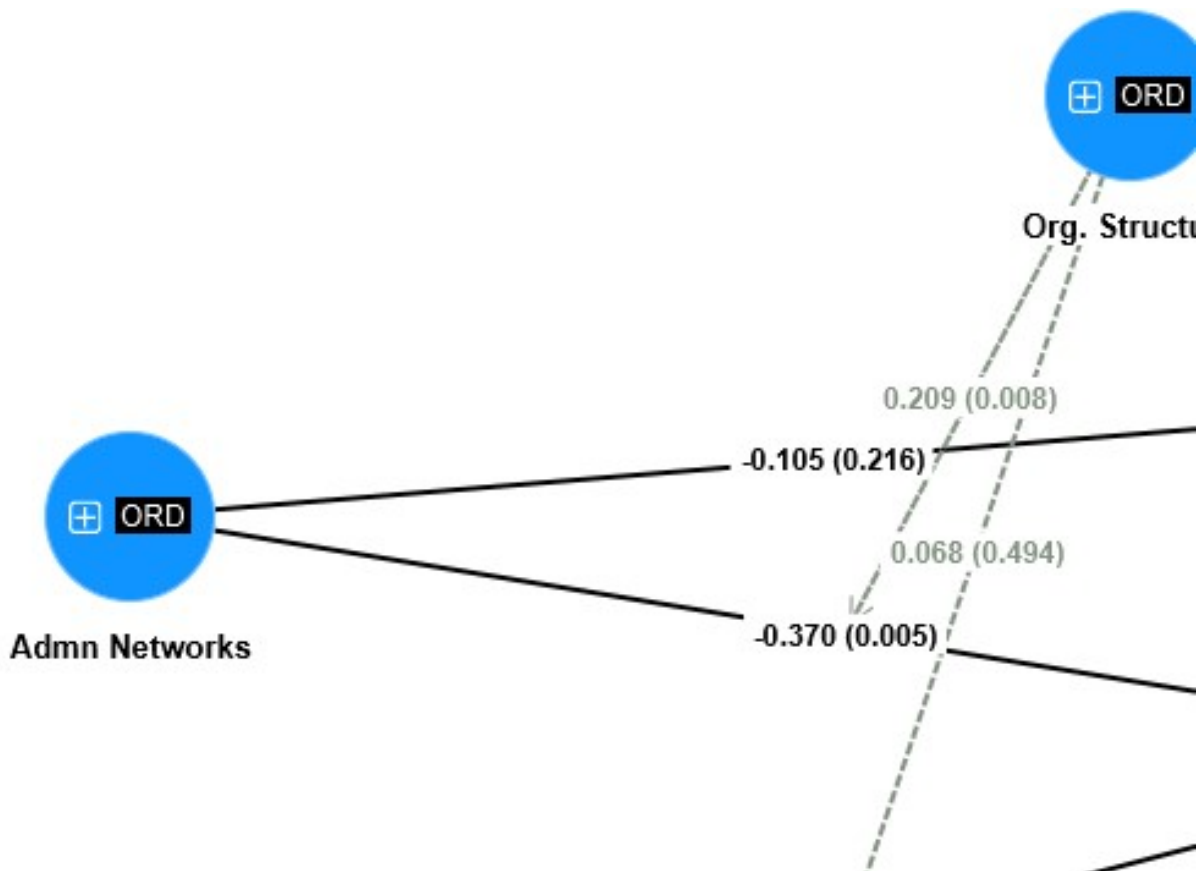 ORD
Org. Structu
0.209 (0.008)
-0.105 (0.216)
ORD
0.068 (0.494)
-0.370 (0.005)
Admn Networks